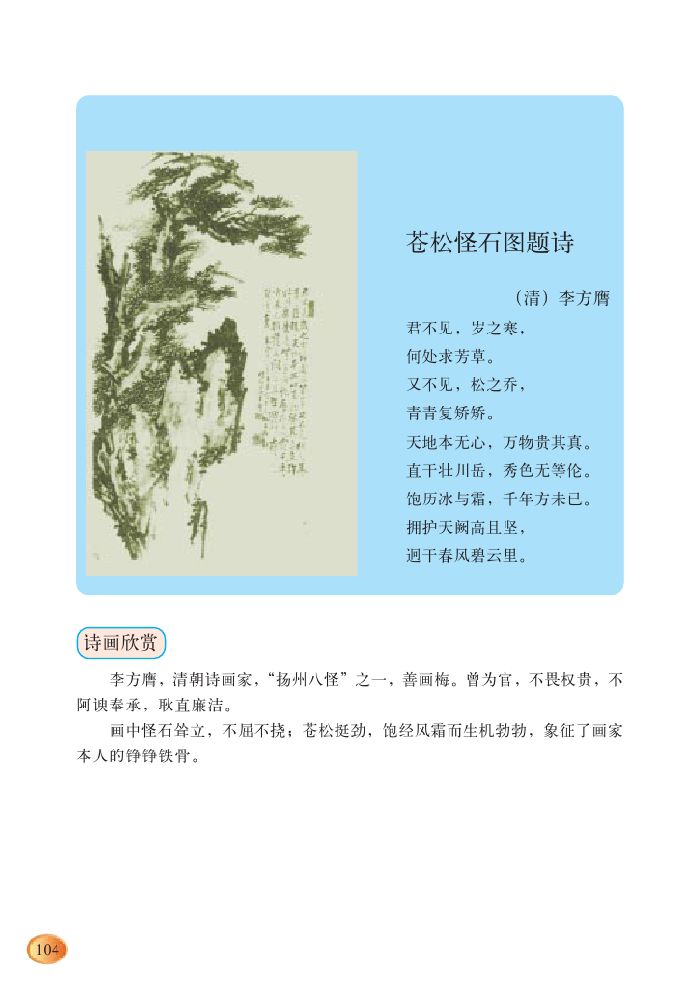 苍松怪石图题诗
（清）李方膺
君不见，岁之寒，
何处求芳草。
又不见，松之乔，
青青复矫矫。
天地本无心，万物贵其真。
直干壮川岳，秀色无等伦。
饱历冰与霜，千年方未已。
拥护天阙高且坚，
迥干春风碧云里。
诗画欣赏
李方膺，清朝诗画家，“扬州八怪”之一，善画梅。曾为官，不畏权贵，不
阿谀奉承，耿直廉洁。
画中怪石耸立，不屈不挠；苍松挺劲，饱经风霜而生机勃勃，象征了画家
本人的铮铮铁骨。
104